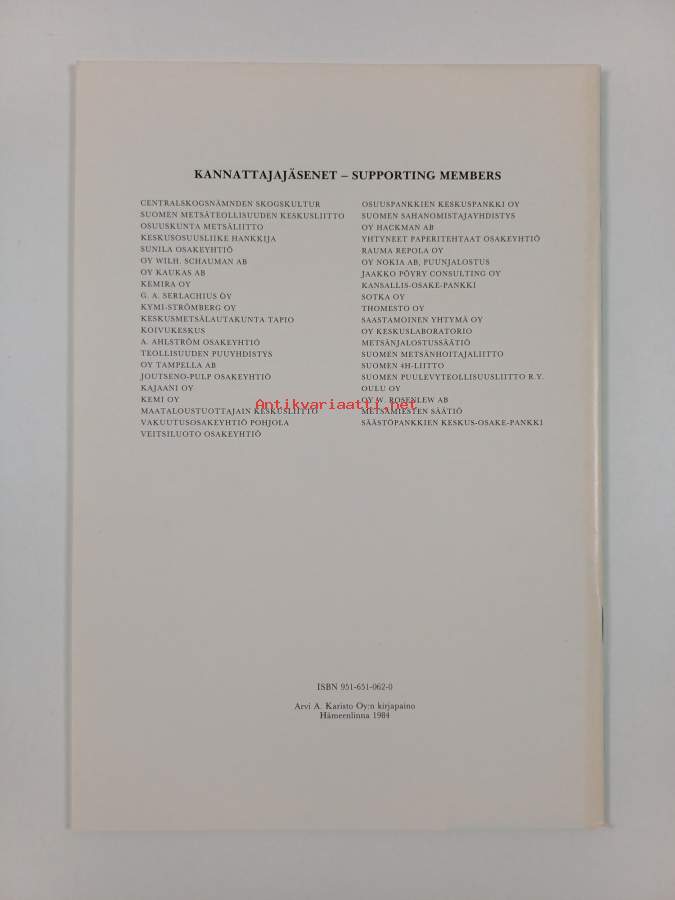 KANNATTAJAJÄSENET – SUPPORTING MEMBERS
CENTRALSKOGSNÄMNDEN SKOGSKULTUR
SUOMEN METSÄTEOLLISUUDEN KESKUSLIITTO
OSUUSKUNTA METSÄLIITTO
KESKUSOSUUSLIIKE HANKKIJA
SUNILA OSAKEYHTIÖ
OY WILH. SCHAUMAN AB
OY KAUKAS AB
KEMIRA OY
G. A. SERLACHIUS OY
KYMI-STRÖMBERG OY
KESKUSMETSÄLAUTAKUNTA TAPIO
KOIVUKESKUS
A. AHLSTRÖM OSAKEYHTIÖ
TEOLLISUUDEN PUUYHDISTYS
OY TAMPELLA AB
JOUTSENO-PULP OSAKEYHTIÖ
KAJAANI OY
KEMI OY
MAATALOUSTUOTTAJAIN KESKUSLIITTO
VAKUUTUSOSAKEYHTIÖ POHJOLA
VEITSILUOTO OSAKEYHTIÖ
OSUUSPANKKIEN KESKUSPANKKI OY
SUOMEN SAHANOMISTAJAYHDISTYS
OY HACKMAN AB
YHTYNEET PAPERITEHTAAT OSAKEYHTIÖ
RAUMA REPOLA OY
OY NOKIA AB, PUUNJALOSTUS
JAAKKO PÖYRY CONSULTING OY
KANSALLIS-OSAKE-PANKKI
SOTKA OY
THOMESTO OY
SAASTAMOINEN YHTYMÄ OY
OY KESKUSLABORATORIO
METSÄNJALOSTUSSÄÄTIÖ
SUOMEN METSÄNHOITAJALIITTO
SUOMEN 4H-LIITTO
SUOMEN PUULEVYTEOLLISUUSLIITTO R.Y.
OULU OY
OY W. ROSENLEW AB
METSÄMIESTEN SÄÄTIÖ
SÄÄSTÖPANKKIEN KESKUS-OSAKE-PANKKI
Antikvariaatti.net
ISBN 951-651-062-0
Arvi A. Karisto Oy:n kirjapaino
Hämeenlinna 1984